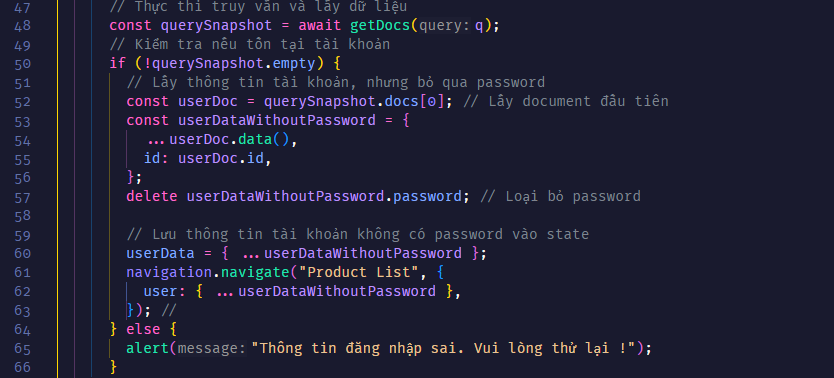 47 // Thực thi truy vấn và lấy dữ liệu
48 const querySnapshot = await getDocs(query: q);
49 // Kiểm tra nếu tồn tại tài khoản
50 if (!querySnapshot.empty) {
51 // Lấy thông tin tài khoản, nhưng bỏ qua password
52 const userDoc = querySnapshot.docs[0]; // Lấy document đầu tiên
53 const userDataWithoutPassword = {
54 ...userDoc.data(),
55 id: userDoc.id,
56 };
57 delete userDataWithoutPassword.password; // Loại bỏ password
58
59 // Lưu thông tin tài khoản không có password vào state
60 userData = { ...userDataWithoutPassword };
61 navigation.navigate("Product List", {
62 user: { ...userDataWithoutPassword },
63 }); //
64 } else {
65 alert(message: "Thông tin đăng nhập sai. Vui lòng thử lại !");
66 }